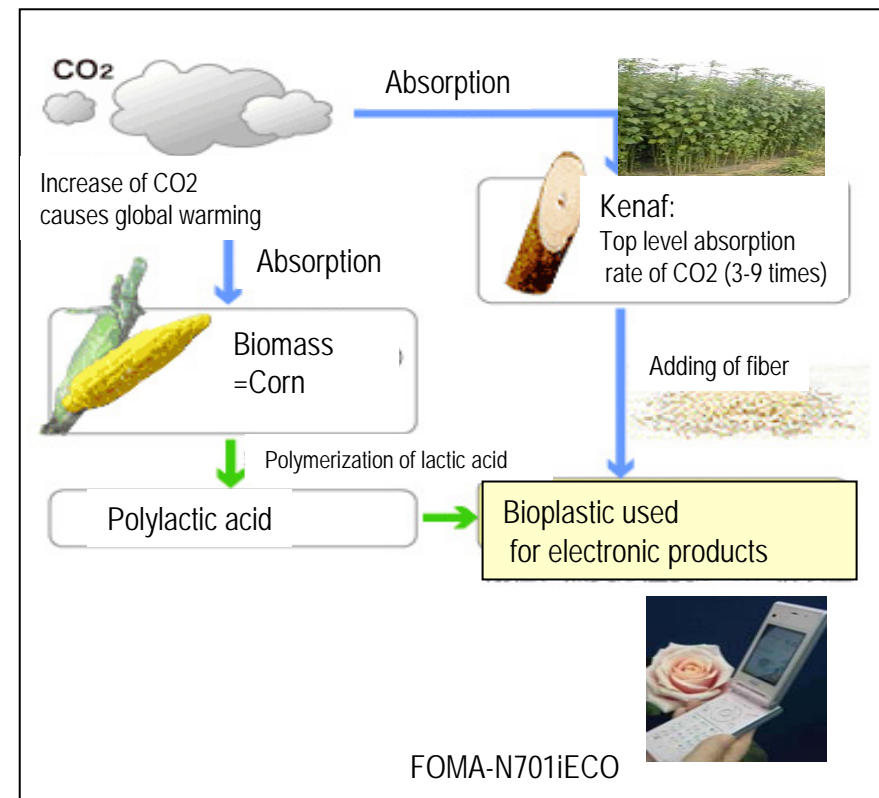 CO2
Absorption
Increase of CO2
causes global warming
Kenaf:
Top level absorption
rate of CO2 (3-9 times)
Absorption
Biomass
=Corn
Adding of fiber
Polymerization of lactic acid
Polylactic acid
Bioplastic used
for electronic products
FOMA-N701iECO